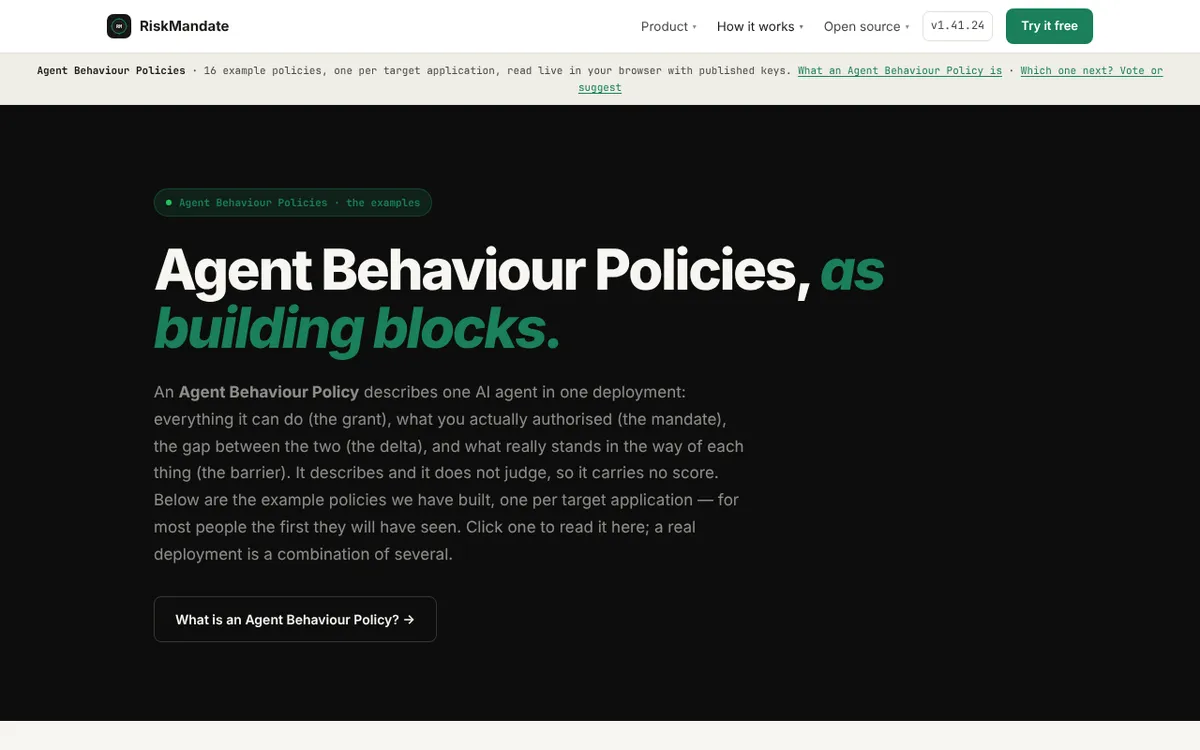 RM RiskMandate
Product ▾ How it works ▾ Open source ▾ v1.41.24 Try it free
Agent Behaviour Policies · 16 example policies, one per target application, read live in your browser with published keys. What an Agent Behaviour Policy is · Which one next? Vote or
suggest
Agent Behaviour Policies · the examples
Agent Behaviour Policies, as
building blocks.
An Agent Behaviour Policy describes one AI agent in one deployment:
everything it can do (the grant), what you actually authorised (the mandate),
the gap between the two (the delta), and what really stands in the way of each
thing (the barrier). It describes and it does not judge, so it carries no score.
Below are the example policies we have built, one per target application — for
most people the first they will have seen. Click one to read it here; a real
deployment is a combination of several.
What is an Agent Behaviour Policy? →